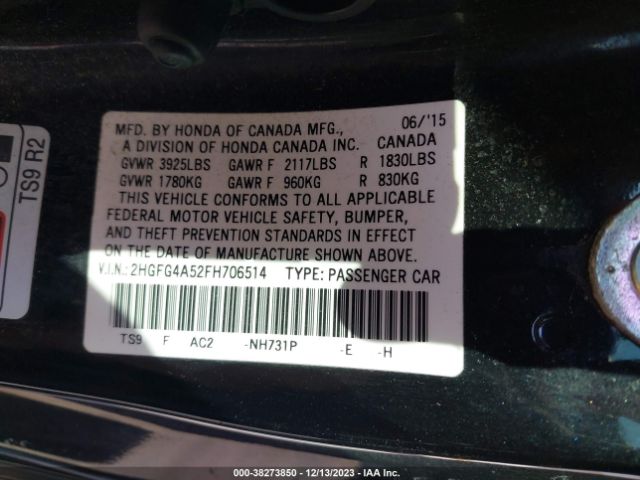 MFD. BY HONDA OF CANADA MFG., 06/'15
A DIVISION OF HONDA CANADA INC. CANADA
GVWR 3925LBS GAWR F 2117LBS R 1830LBS
GVWR 1780KG GAWR F 960KG R 830KG
THIS VEHICLE CONFORMS TO ALL APPLICABLE
FEDERAL MOTOR VEHICLE SAFETY, BUMPER,
AND THEFT PREVENTION STANDARDS IN EFFECT
ON THE DATE OF MANUFACTURE SHOWN ABOVE.
V.I.N.: 2HGFG4A52FH706514 TYPE: PASSENGER CAR
TS9 F AC2 -NH731P -E -H
TS9 R2
000-38273850 - 12/13/2023 - IAA Inc.